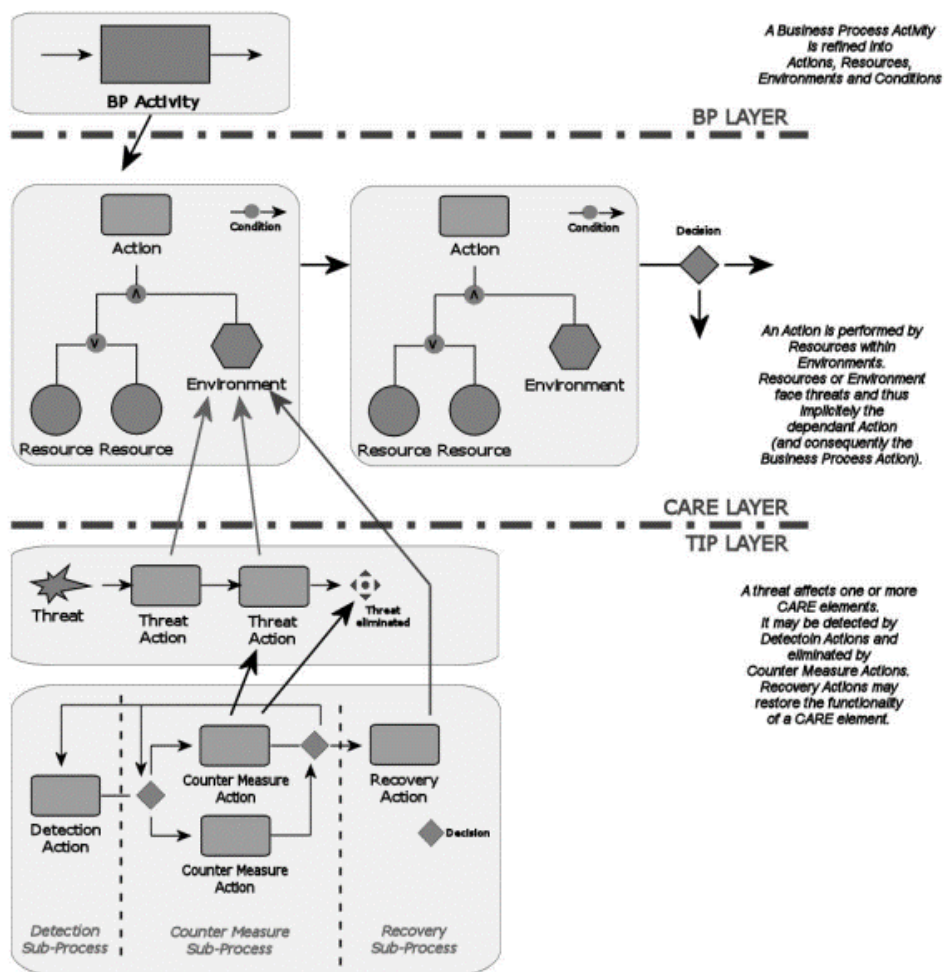 A Business Process Activity
is refined into
Actions, Resources,
Environments and Conditions
BP Activity
BP LAYER
Action
Condition
Action
Condition
Decision
Λ
V
Λ
V
Environment
Environment
Resource Resource
Resource Resource
An Action is performed by
Resources within
Environments.
Resources or Environment
face threats and thus
implicitely the
dependant Action
(and consequently the
Business Process Action).
CARE LAYER
TIP LAYER
Threat
Threat
Action
Threat
Action
Threat
eliminated
A threat affects one or more
CARE elements.
It may be detected by
Detectoin Actions and
eliminated by
Counter Measure Actions.
Recovery Actions may
restore the functionality
of a CARE element.
Detection
Action
Counter Measure
Action
Counter Measure
Action
Recovery
Action
Decision
Detection
Sub-Process
Counter Measure
Sub-Process
Recovery
Sub-Process